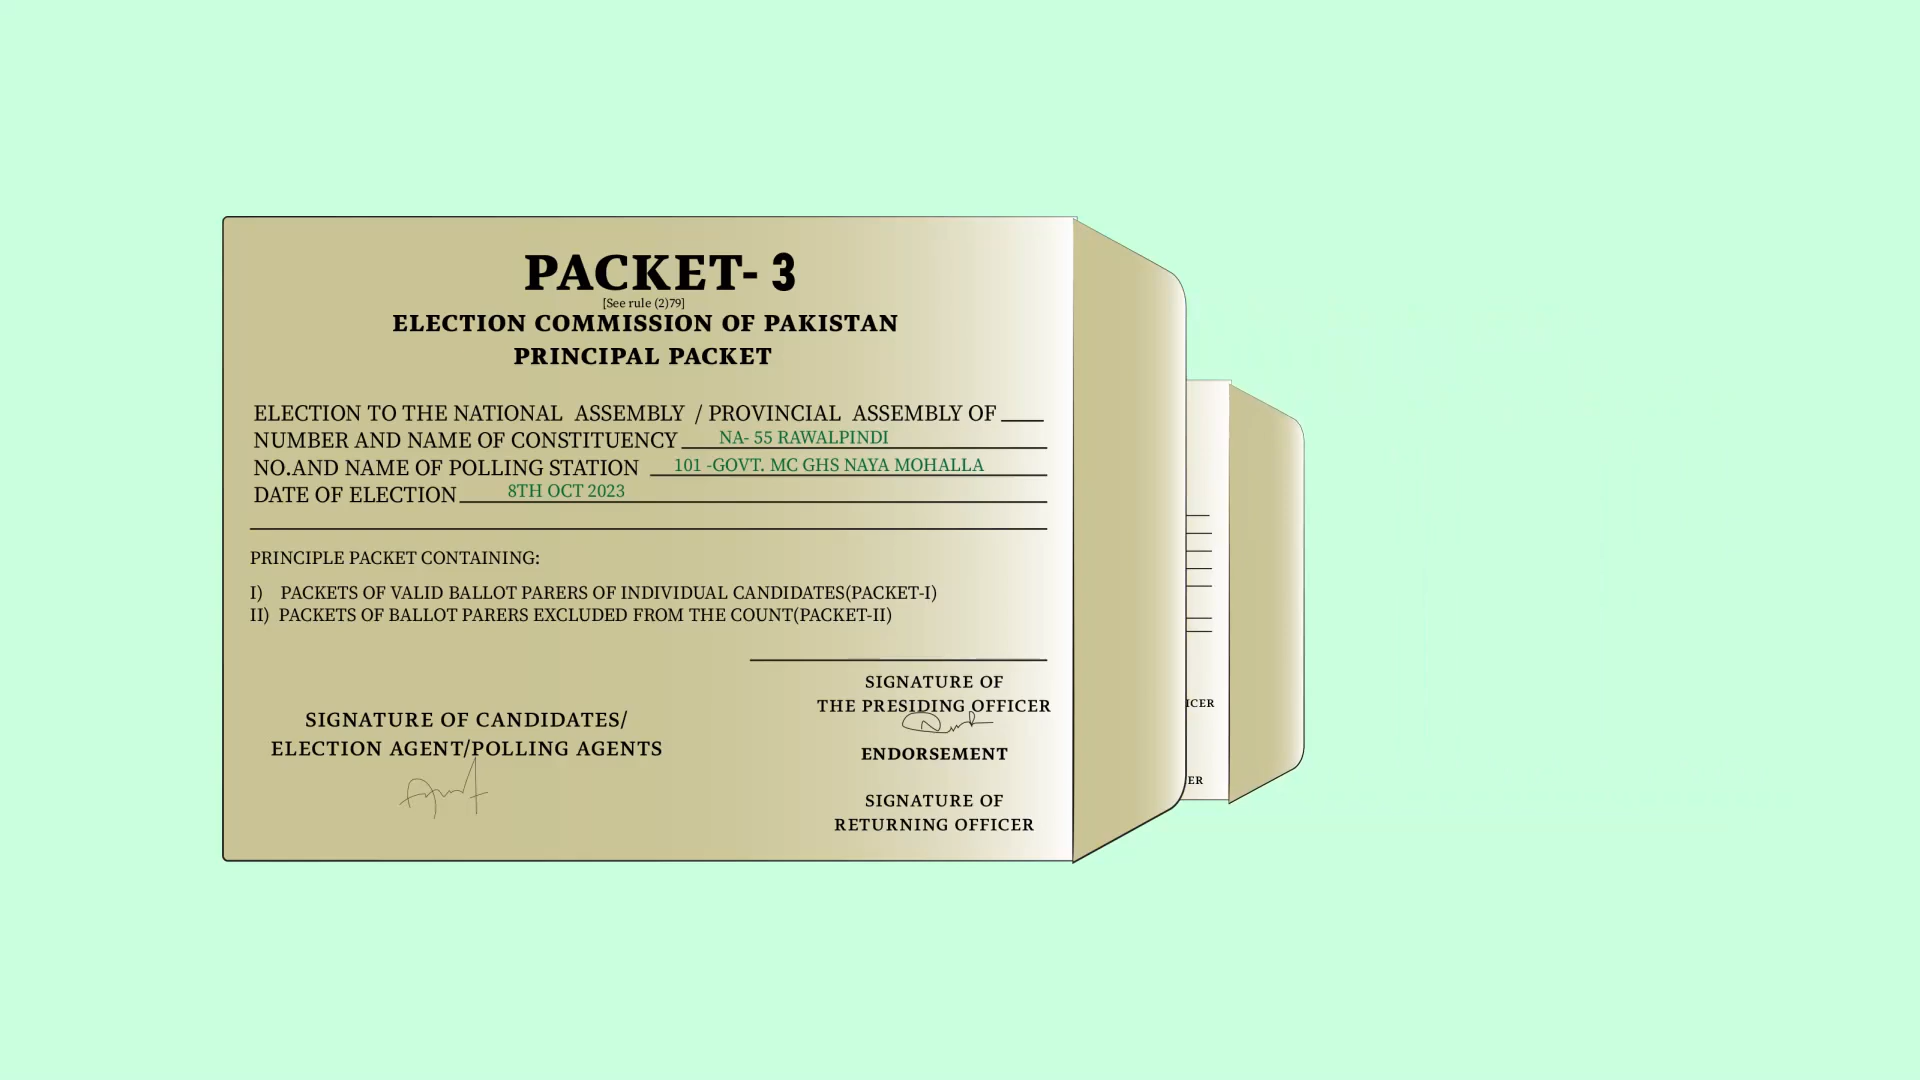 PACKET- 3
[See rule (2)79]
ELECTION COMMISSION OF PAKISTAN
PRINCIPAL PACKET
ELECTION TO THE NATIONAL ASSEMBLY / PROVINCIAL ASSEMBLY OF
NUMBER AND NAME OF CONSTITUENCY NA- 55 RAWALPINDI
NO.AND NAME OF POLLING STATION 101 -GOVT. MC GHS NAYA MOHALLA
DATE OF ELECTION 8TH OCT 2023
PRINCIPLE PACKET CONTAINING:
I) PACKETS OF VALID BALLOT PARERS OF INDIVIDUAL CANDIDATES(PACKET-I)
II) PACKETS OF BALLOT PARERS EXCLUDED FROM THE COUNT(PACKET-II)
SIGNATURE OF
THE PRESIDING OFFICER
ENDORSEMENT
SIGNATURE OF
RETURNING OFFICER
SIGNATURE OF CANDIDATES/
ELECTION AGENT/POLLING AGENTS
ICER
ER